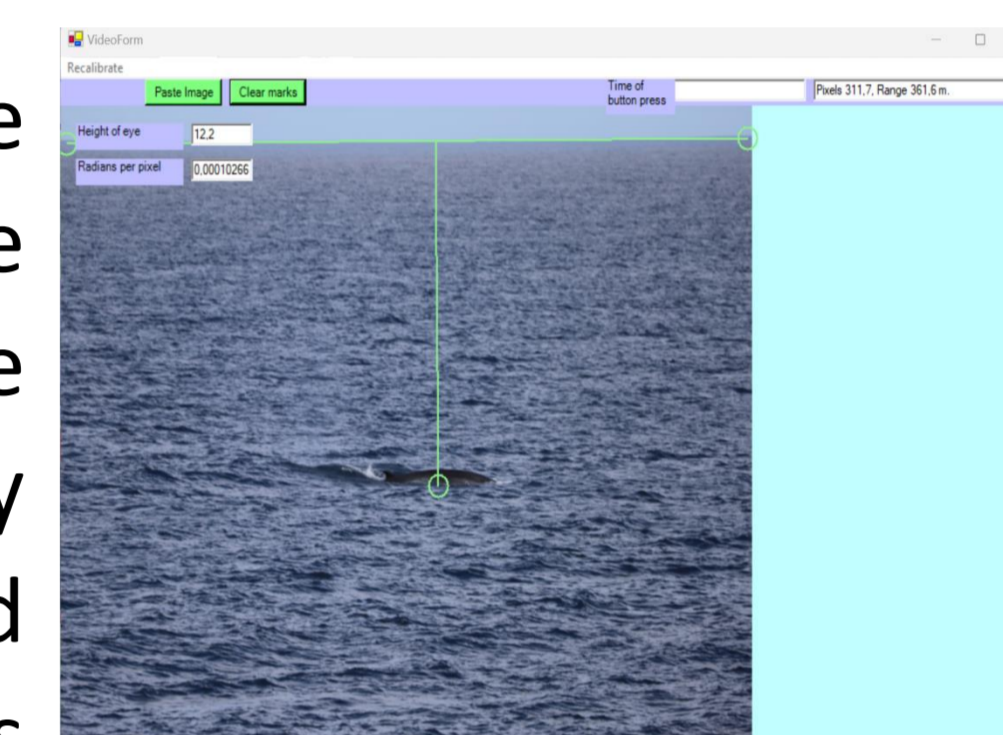 VideoForm
Recalibrate
Paste Image Clear marks
Time of
button press
Pixels 311,7, Range 361,6 m.
Height of eye
12,2
Radians per pixel
0,00010266
e
e
e
y
d
s